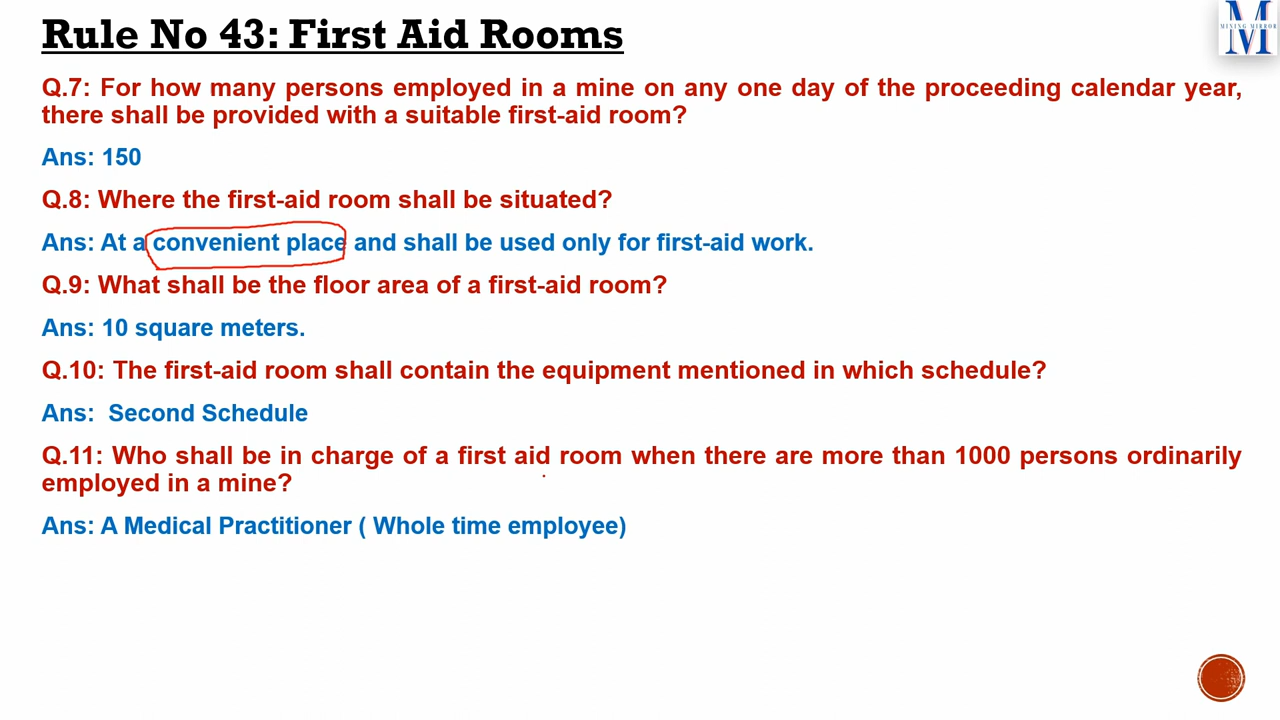 Rule No 43: First Aid Rooms
M
MINING MIRROR
Q.7: For how many persons employed in a mine on any one day of the proceeding calendar year,
there shall be provided with a suitable first-aid room?
Ans: 150
Q.8: Where the first-aid room shall be situated?
Ans: At a convenient place and shall be used only for first-aid work.
Q.9: What shall be the floor area of a first-aid room?
Ans: 10 square meters.
Q.10: The first-aid room shall contain the equipment mentioned in which schedule?
Ans: Second Schedule
Q.11: Who shall be in charge of a first aid room when there are more than 1000 persons ordinarily
employed in a mine?
Ans: A Medical Practitioner ( Whole time employee)